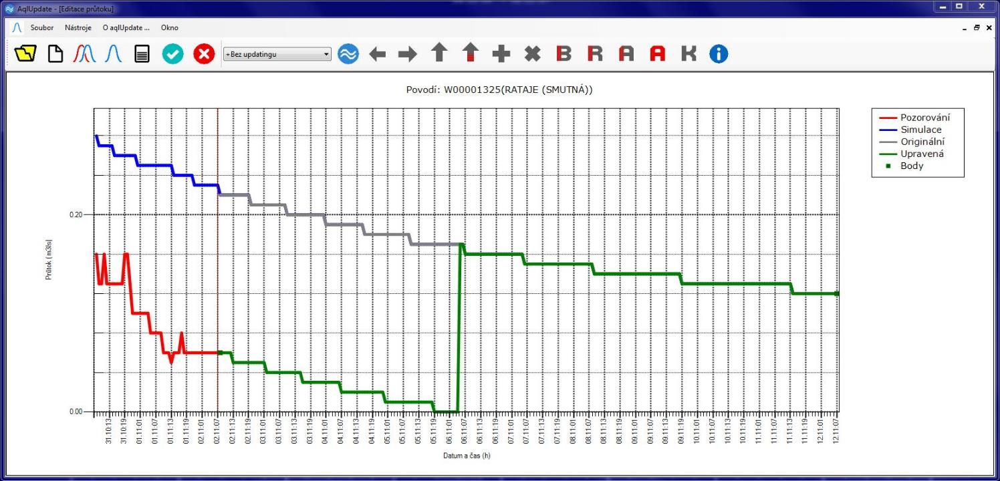 AqlUpdate - [Editace průtoku]
Soubor Nástroje O aqlUpdate ... Okno
+Bez updatingu
B R A A K i
Povodí: W00001325(RATAJE (SMUTNÁ))
Pozorování
Simulace
Originální
Upravená
Body
0.20
Průtok [m3ls]
0.00
31.10:13 31.10:19 01.11:01 01.11:07 01.11:13 01.11:19 02.11:01 02.11:07 02.11:13 02.11:19 03.11:01 03.11:07 03.11:13 03.11:19 04.11:01 04.11:07 04.11:13 04.11:19 05.11:01 05.11:07 05.11:13 05.11:19 06.11:01 06.11:07 06.11:13 06.11:19 07.11:01 07.11:07 07.11:13 07.11:19 08.11:01 08.11:07 08.11:13 08.11:19 09.11:01 09.11:07 09.11:13 09.11:19 10.11:01 10.11:07 10.11:13 10.11:19 11.11:01 11.11:07 11.11:13 11.11:19 12.11:01 12.11:07
Datum a čas (h)